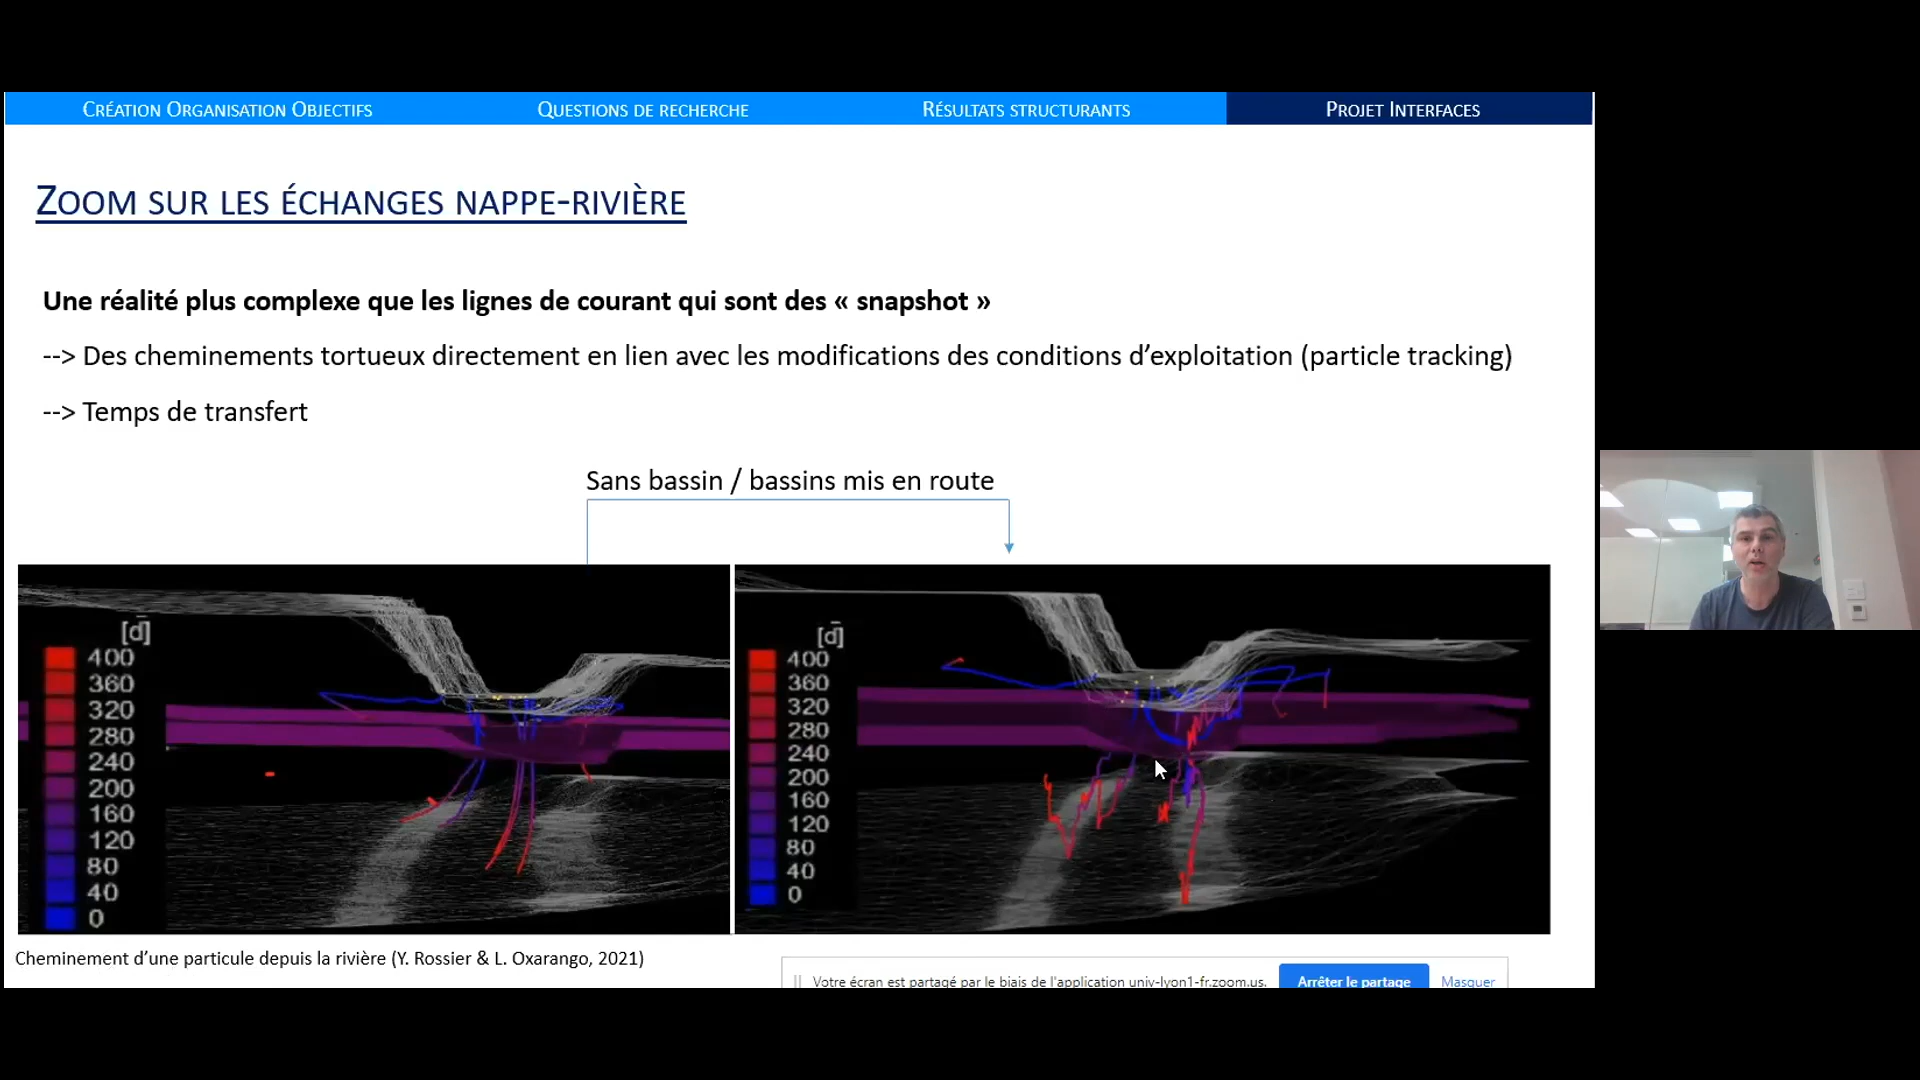 CRÉATION ORGANISATION OBJECTIFS
QUESTIONS DE RECHERCHE
RÉSULTATS STRUCTURANTS
PROJET INTERFACES
ZOOM SUR LES ÉCHANGES NAPPE-RIVIÈRE
Une réalité plus complexe que les lignes de courant qui sont des « snapshot »
--> Des cheminements tortueux directement en lien avec les modifications des conditions d’exploitation (particle tracking)
--> Temps de transfert
Sans bassin / bassins mis en route
[d]
400
360
320
280
240
200
160
120
80
40
0
[d]
400
360
320
280
240
200
160
120
80
40
0
Cheminement d’une particule depuis la rivière (Y. Rossier & L. Oxarango, 2021)
Votre écran est partagé par le biais de l'application univ-lyon1-fr.zoom.us.
Arrêter le partage
Masquer